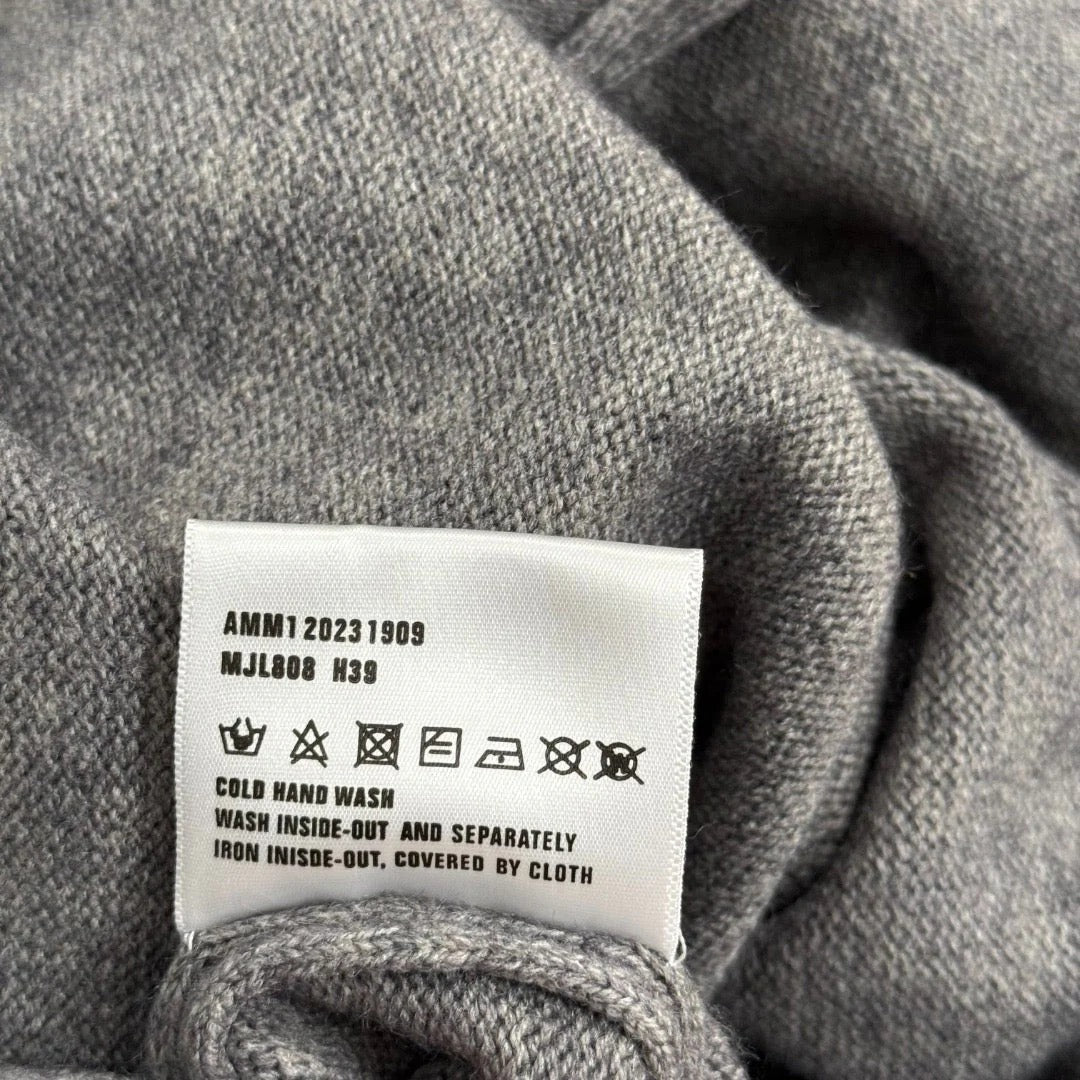 AMM120231909
MJL808 H39
W
COLD HAND WASH
WASH INSIDE-OUT AND SEPARATELY
IRON INISDE-OUT, COVERED BY CLOTH